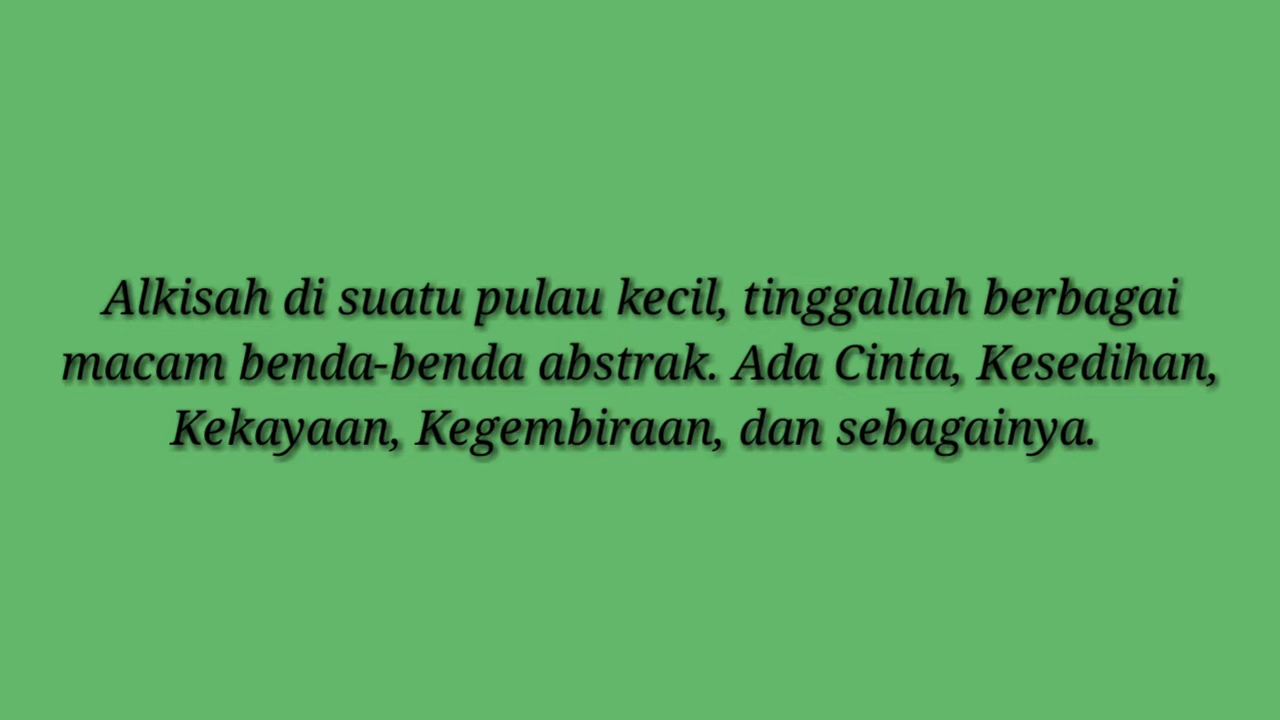 Alkisah di suatu pulau kecil, tinggallah berbagai
macam benda-benda abstrak. Ada Cinta, Kesedihan,
Kekayaan, Kegembiraan, dan sebagainya.